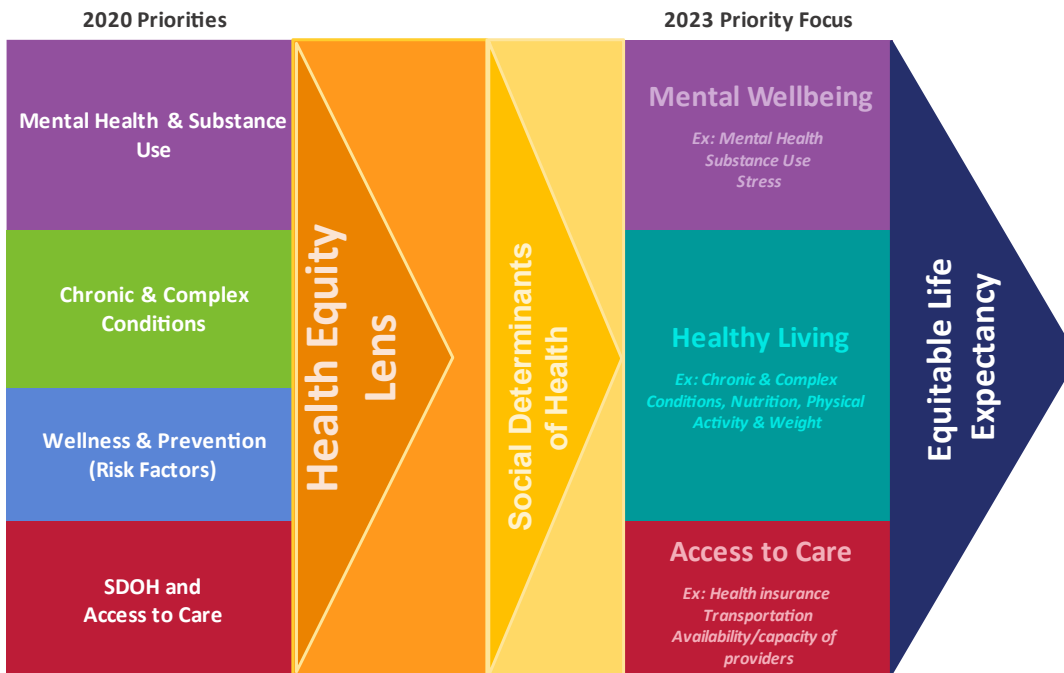 2020 Priorities
2023 Priority Focus
Mental Health & Substance
Use
Chronic & Complex
Conditions
Wellness & Prevention
(Risk Factors)
SDOH and
Access to Care
Health Equity
Lens
Social Determinants
of Health
Mental Wellbeing
Ex: Mental Health
Substance Use
Stress
Healthy Living
Ex: Chronic & Complex
Conditions, Nutrition, Physical
Activity & Weight
Access to Care
Ex: Health insurance
Transportation
Availability/capacity of
providers
Equitable Life
Expectancy